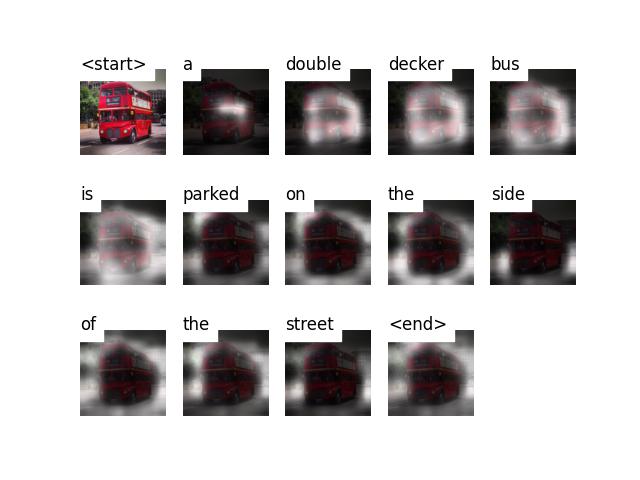 <start> a double decker bus
is parked on the side
of the street <end>